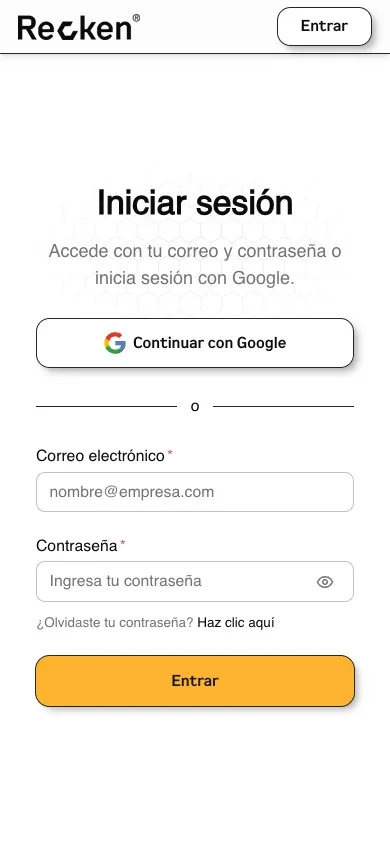 Recken®
Entrar
Iniciar sesión
Accede con tu correo y contraseña o
inicia sesión con Google.
Continuar con Google
o
Correo electrónico *
nombre@empresa.com
Contraseña *
Ingresa tu contraseña
¿Olvidaste tu contraseña? Haz clic aquí
Entrar